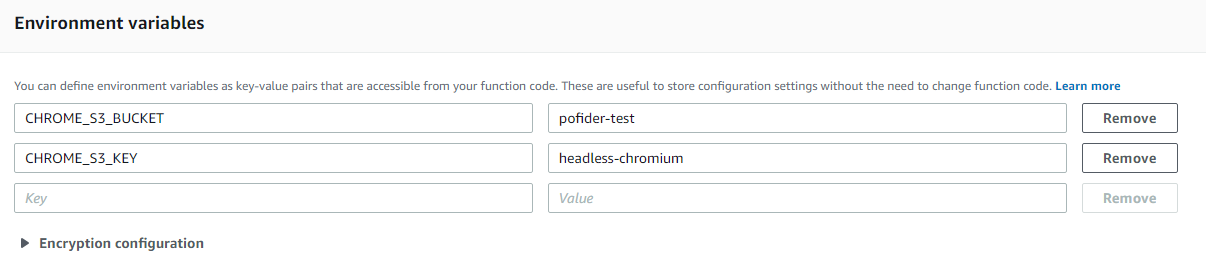 Environment variables
You can define environment variables as key-value pairs that are accessible from your function code. These are useful to store configuration settings without the need to change function code. Learn more
CHROME_S3_BUCKET pofider-test Remove
CHROME_S3_KEY headless-chromium Remove
Key Value Remove
Encryption configuration